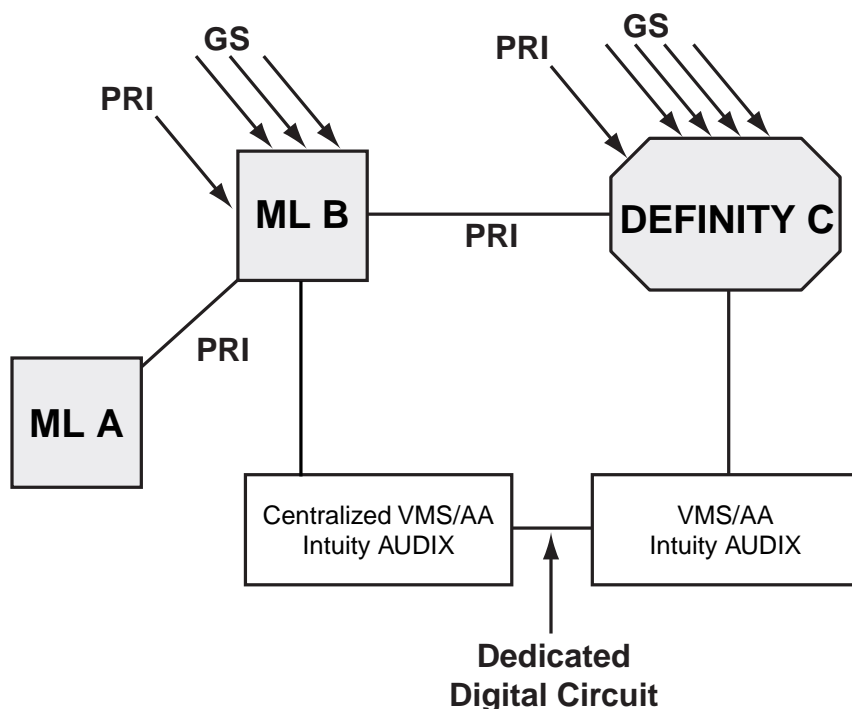 GS
PRI
GS
PRI
ML B
PRI
DEFINITY C
PRI
ML A
Centralized VMS/AA
Intuity AUDIX
VMS/AA
Intuity AUDIX
Dedicated
Digital Circuit